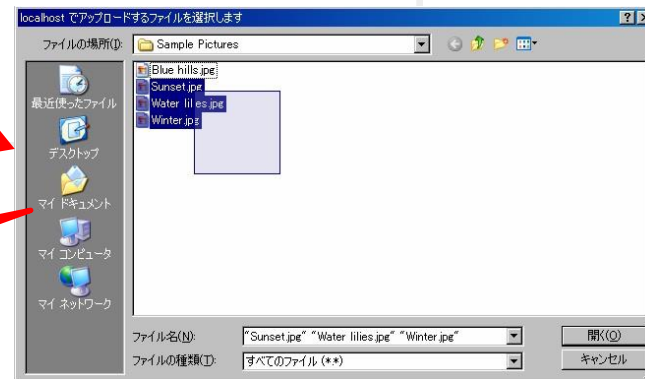 localhost でアップロードするファイルを選択します
ファイルの場所(I):
Sample Pictures
最近使ったファイル
デスクトップ
マイ ドキュメント
マイ コンピュータ
マイ ネットワーク
Blue hills.jpg
Sunset.jpg
Water lilies.jpg
Winter.jpg
ファイル名(N):
"Sunset.jpg" "Water lilies.jpg" "Winter.jpg"
開く(O)
ファイルの種類(T):
すべてのファイル (*.*)
キャンセル